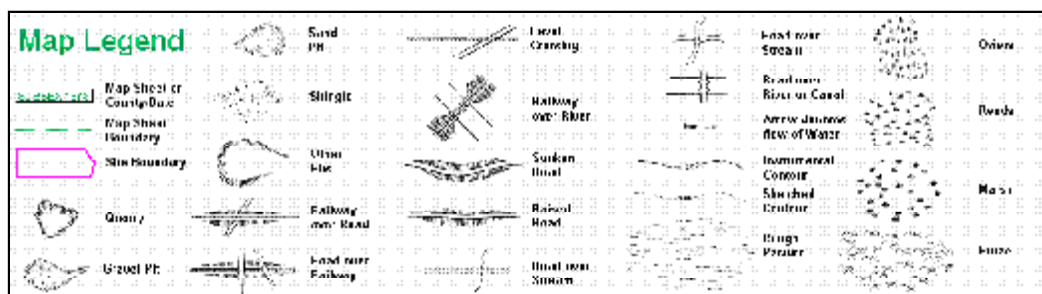 Map Legend
Map Sheet or
County Date
Map Sheet
Boundary
Site Boundary
Quarry
Gravel Pit
Sand
Pit
Shingle
Other
Pits
Railway
over Road
Road over
Railway
Level
Crossing
Railway
over River
Sunken
Road
Raised
Road
Road over
Stream
Road over
Stream
Road over
River or Canal
Arrow denotes
flow of Water
Instrumental
Contour
Sketched
Contour
Rough
Pasture
Osiers
Reeds
Marsh
Furze